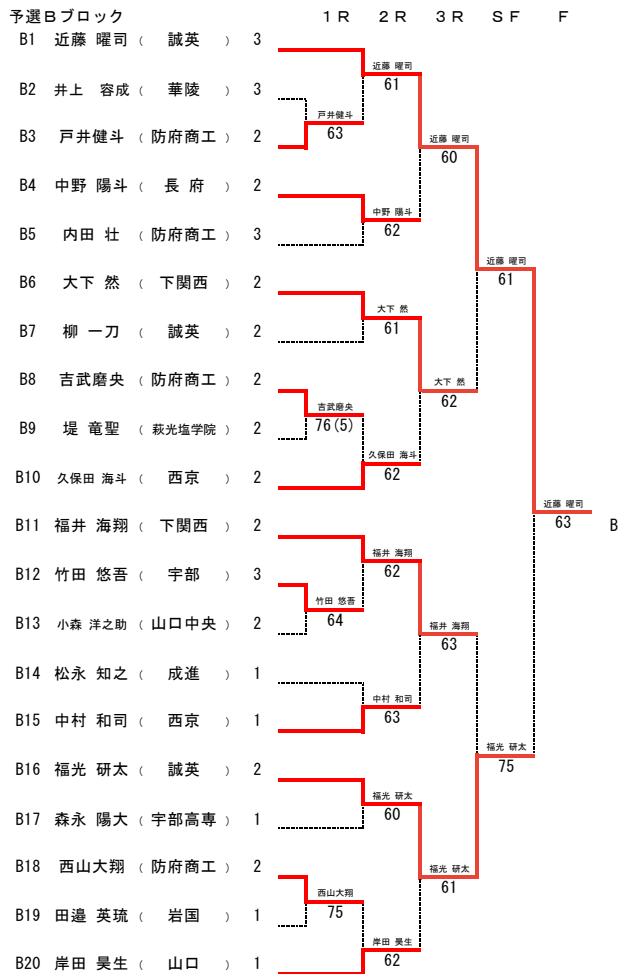 予選Ｂブロック 1R 2R 3R SF F
B1 近藤 曜司 ( 誠英 ) 3
近藤 曜司
61
B2 井上 容成 ( 華陵 ) 3
戸井健斗
63
B3 戸井健斗 ( 防府商工 ) 2
近藤 曜司
60
B4 中野 陽斗 ( 長 府 ) 2
中野 陽斗
62
B5 内田 壮 ( 防府商工 ) 3
近藤 曜司
61
B6 大下 然 ( 下関西 ) 2
大下 然
61
B7 柳 一刀 ( 誠英 ) 2
B8 吉武磨央 ( 防府商工 ) 2
大下 然
62
吉武磨央
76(5)
B9 堤 竜聖 ( 萩光塩学院 ) 2
久保田 海斗
62
B10 久保田 海斗 ( 西京 ) 2
近藤 曜司
63 B
B11 福井 海翔 ( 下関西 ) 2
福井 海翔
62
B12 竹田 悠吾 ( 宇部 ) 3
竹田 悠吾
64
B13 小森 洋之助 ( 山口中央 ) 2
福井 海翔
63
B14 松永 知之 ( 成進 ) 1
中村 和司
63
B15 中村 和司 ( 西京 ) 1
福光 研太
75
B16 福光 研太 ( 誠英 ) 2
福光 研太
60
B17 森永 陽大 ( 宇部高専 ) 1
B18 西山大翔 ( 防府商工 ) 2
福光 研太
61
西山大翔
75
B19 田邉 英琉 ( 岩国 ) 1
岸田 昊生
62
B20 岸田 昊生 ( 山口 ) 1